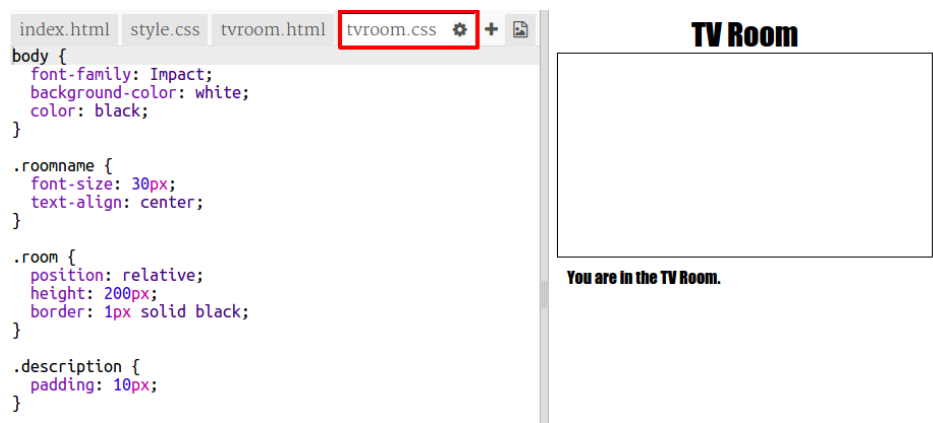 index.html style.css tvroom.html tvroom.css
body {
  font-family: Impact;
  background-color: white;
  color: black;
}
.roomname {
  font-size: 30px;
  text-align: center;
}
.room {
  position: relative;
  height: 200px;
  border: 1px solid black;
}
.description {
  padding: 10px;
}
TV Room
You are in the TV Room.